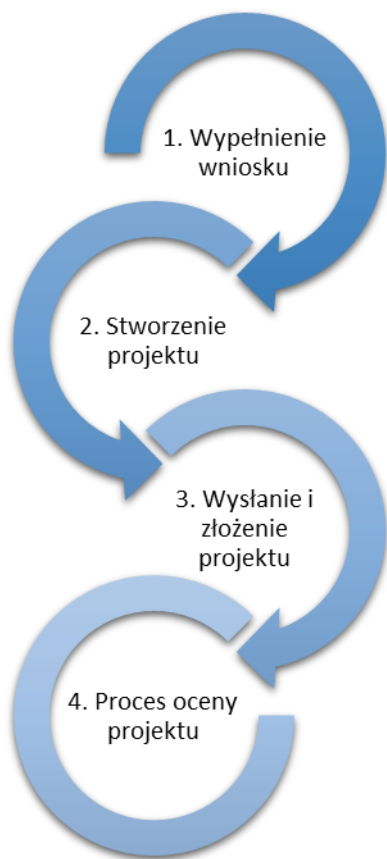 1. Wypełnienie
wniosku
2. Stworzenie
projektu
3. Wysłanie i
złożenie
projektu
4. Proces oceny
projektu